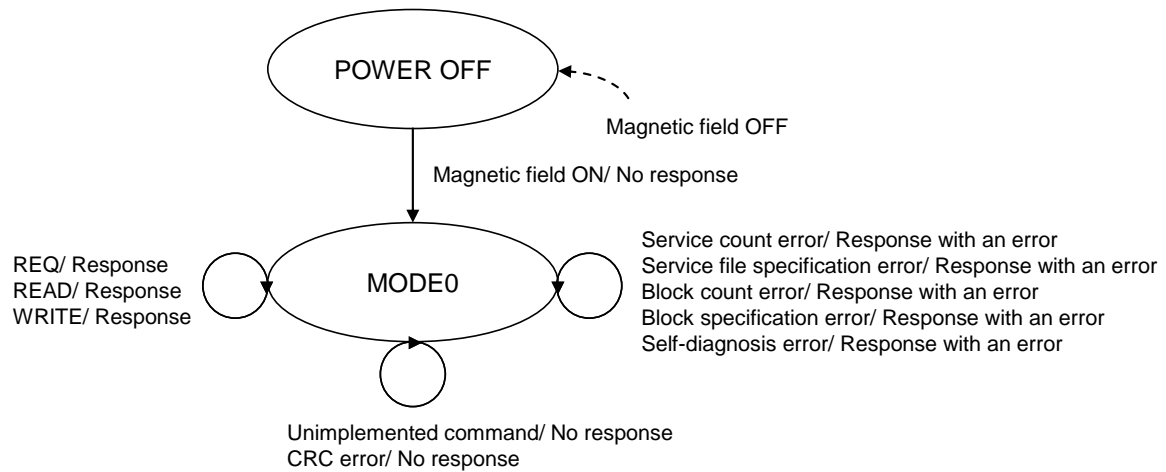 POWER OFF
Magnetic field OFF
Magnetic field ON/ No response
MODE0
REQ/ Response
READ/ Response
WRITE/ Response
Service count error/ Response with an error
Service file specification error/ Response with an error
Block count error/ Response with an error
Block specification error/ Response with an error
Self-diagnosis error/ Response with an error
Unimplemented command/ No response
CRC error/ No response